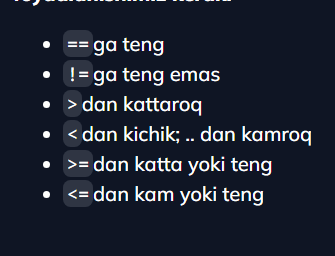 == ga teng
!= ga teng emas
> dan kattaroq
< dan kichik; .. dan kamroq
>= dan katta yoki teng
<= dan kam yoki teng